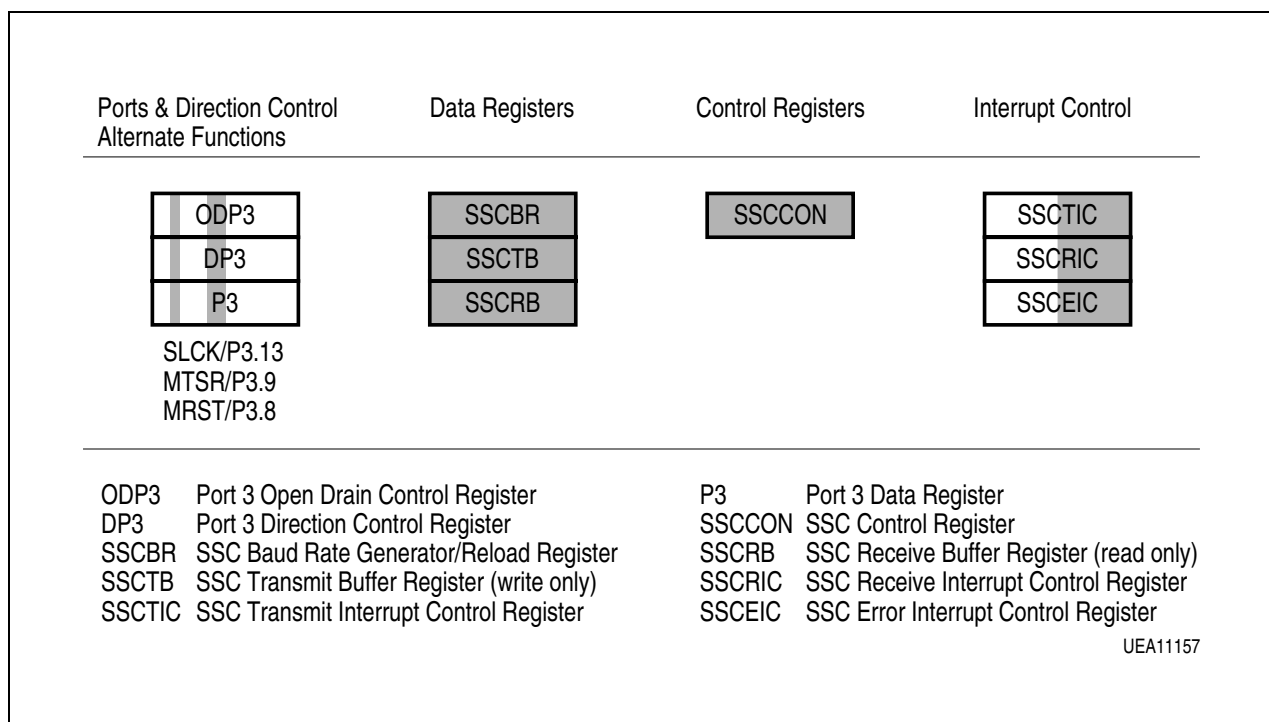 Ports & Direction Control
Alternate Functions
Data Registers
Control Registers
Interrupt Control
ODP3
DP3
P3
SLCK/P3.13
MTSR/P3.9
MRST/P3.8
SSCBR
SSCTB
SSCRB
SSCCON
SSCTIC
SSCRIC
SSCEIC
ODP3 Port 3 Open Drain Control Register
DP3 Port 3 Direction Control Register
SSCBR SSC Baud Rate Generator/Reload Register
SSCTB SSC Transmit Buffer Register (write only)
SSCTIC SSC Transmit Interrupt Control Register
P3 Port 3 Data Register
SSCCON SSC Control Register
SSCRB SSC Receive Buffer Register (read only)
SSCRIC SSC Receive Interrupt Control Register
SSCEIC SSC Error Interrupt Control Register
UEA11157